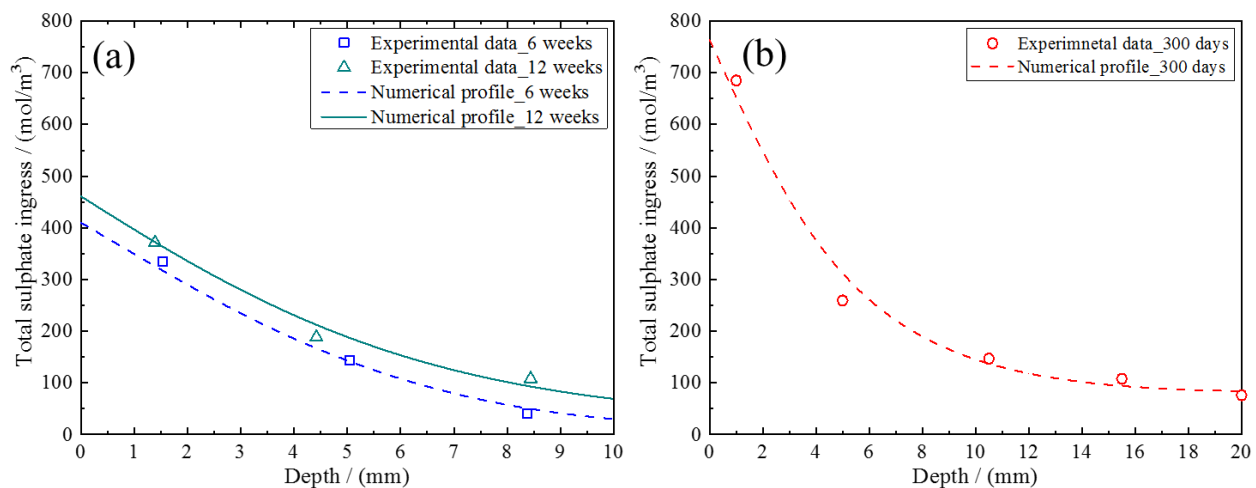 (a)
Experimental data_6 weeks
Experimental data_12 weeks
Numerical profile_6 weeks
Numerical profile_12 weeks
Total sulphate ingress / (mol/m³)
800
700
600
500
400
300
200
100
0
0 1 2 3 4 5 6 7 8 9 10
Depth / (mm)
(b)
Experimnetal data_300 days
Numerical profile_300 days
Total sulphate ingress / (mol/m³)
800
700
600
500
400
300
200
100
0
0 2 4 6 8 10 12 14 16 18 20
Depth / (mm)